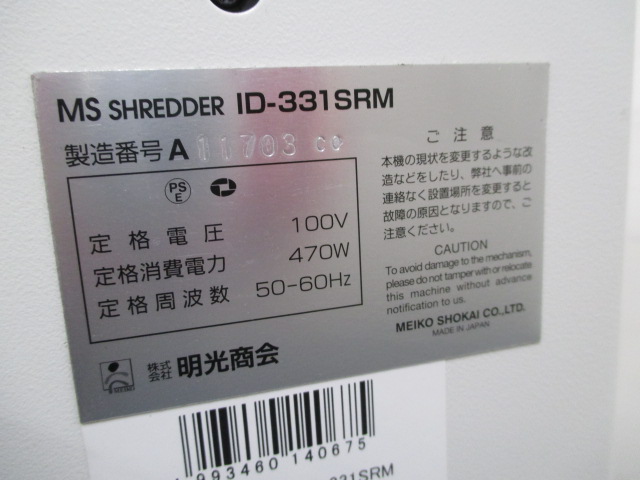 MS SHREDDER ID-331SRM
製造番号 A 11703 CC
PS
E
定格電圧 100V
定格消費電力 470W
定格周波数 50-60Hz
株式
会社 明光商会
ご注意
本機の現状を変更するような改
造などをしたり、弊社へ事前の
連絡なく設置場所を変更すると
故障の原因となりますので、ご
注意ください。
CAUTION
To avoid damage to the mechanism,
please do not tamper with or relocate
this machine without advance
notification to us.
MEIKO SHOKAI CO.,LTD.
MADE IN JAPAN
993460 140675
331SRM